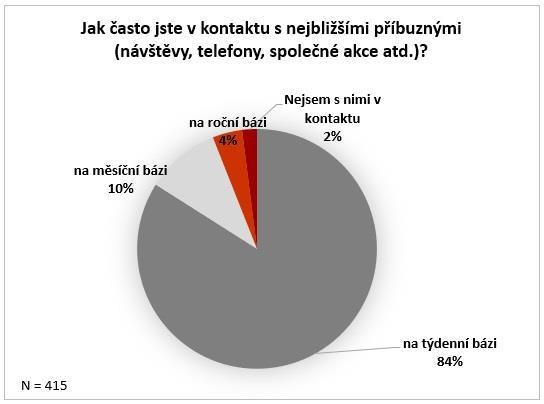 Jak často jste v kontaktu s nejbližšími příbuznými
(návštěvy, telefony, společné akce atd.)?
Nejsem s nimi v
kontaktu
2%
na roční bázi
4%
na měsíční bázi
10%
na týdenní bázi
84%
N = 415